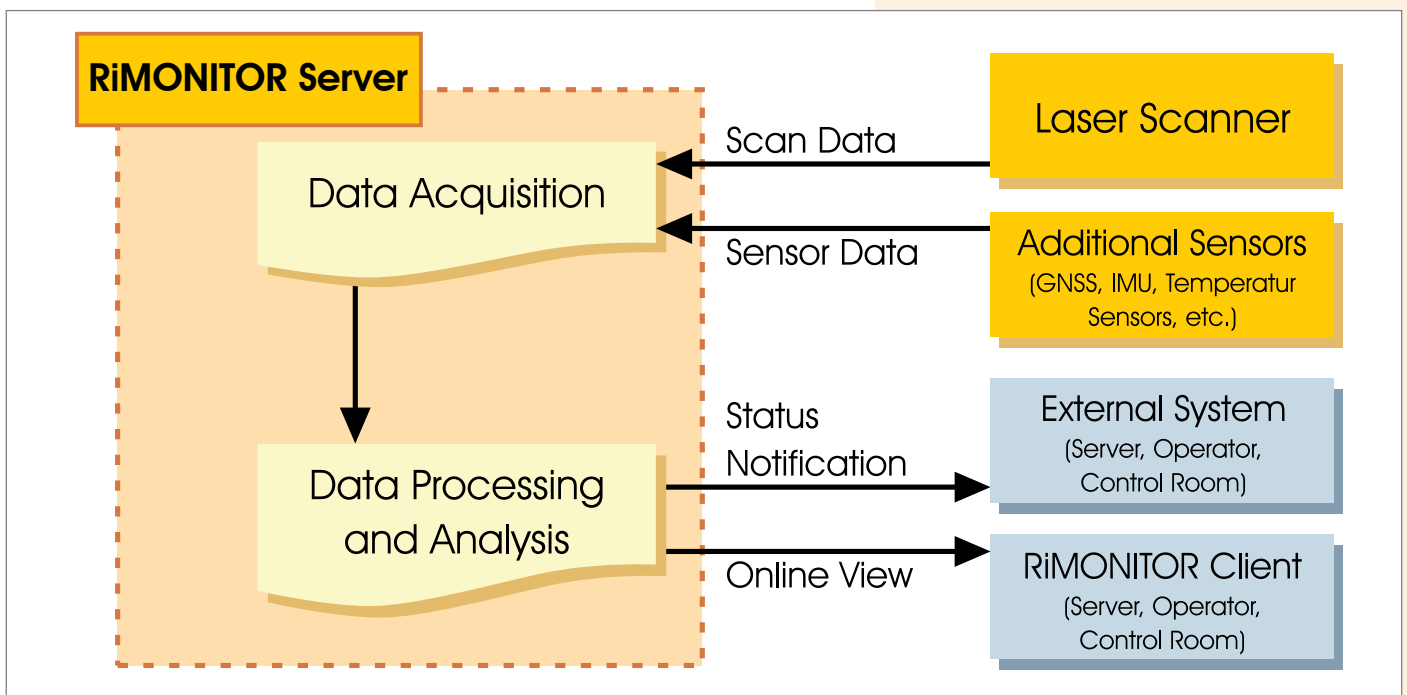 RiMONITOR Server
Laser Scanner
Scan Data
Data Acquisition
Sensor Data
Additional Sensors
(GNSS, IMU, Temperatur
Sensors, etc.)
Status
Notification
External System
(Server, Operator,
Control Room)
Data Processing
and Analysis
Online View
RiMONITOR Client
(Server, Operator,
Control Room)